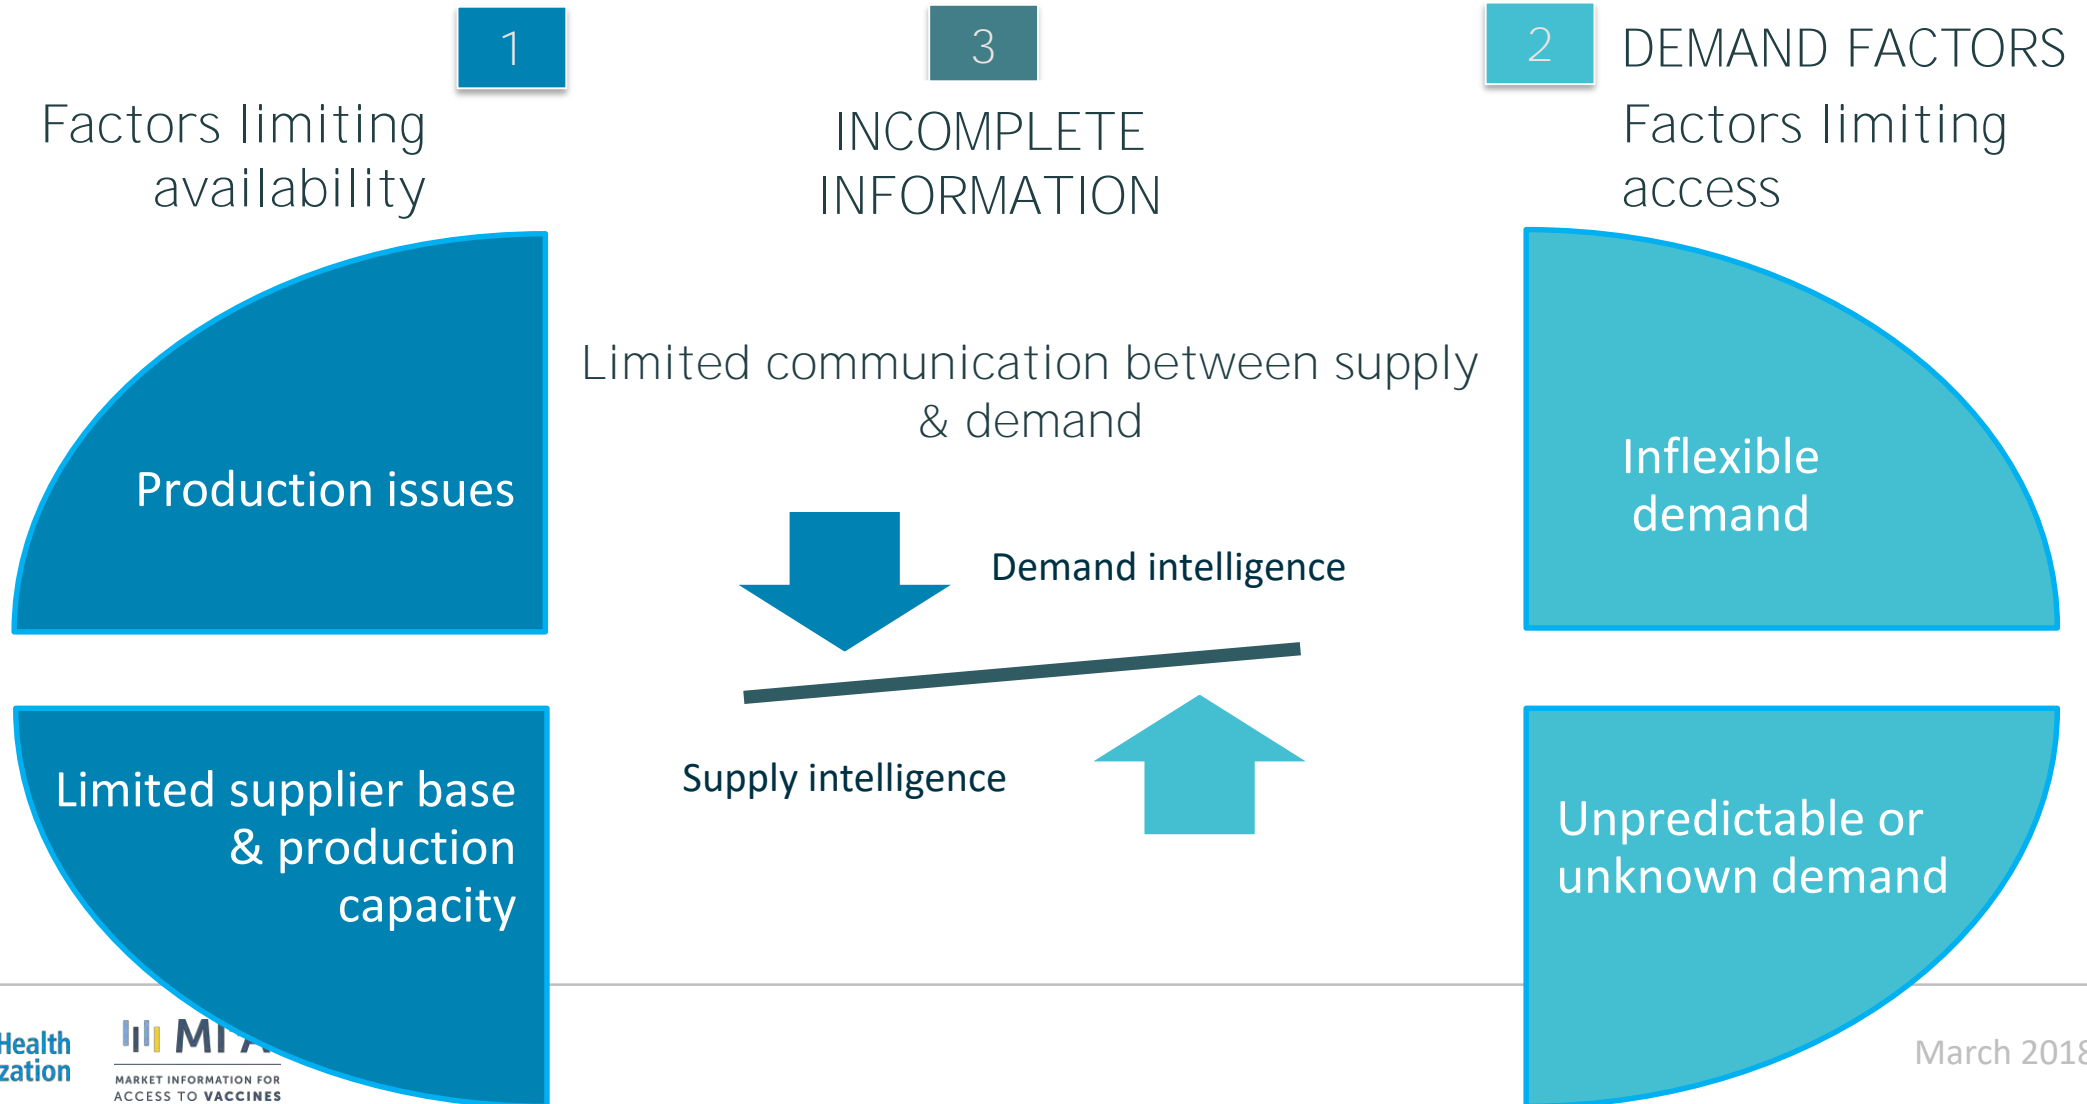 1
Factors limiting
availability
Production issues
Limited supplier base
& production
capacity
3
INCOMPLETE
INFORMATION
Limited communication between supply
& demand
Demand intelligence
Supply intelligence
2
DEMAND FACTORS
Factors limiting
access
Inflexible
demand
Unpredictable or
unknown demand
Health
zation
MARKET INFORMATION FOR
ACCESS TO VACCINES
March 2018